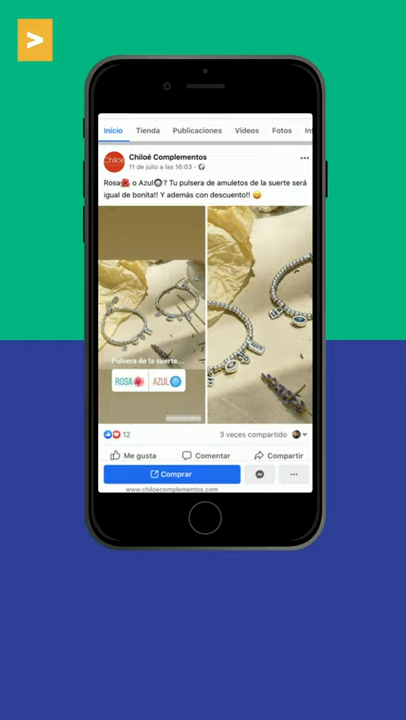 >
Inicio Tienda Publicaciones Vídeos Fotos In
Chiloé
Chiloé Complementos
11 de julio a las 16:03 ·
Rosa🌺 o Azul🧿? Tu pulsera de amuletos de la suerte será
igual de bonita!! Y además con descuento!! 😄
Pulsera de la suerte...
ROSA🌺 AZUL🧿
12 3 veces compartido
Me gusta Comentar Compartir
Comprar
www.chiloecomplementos.com